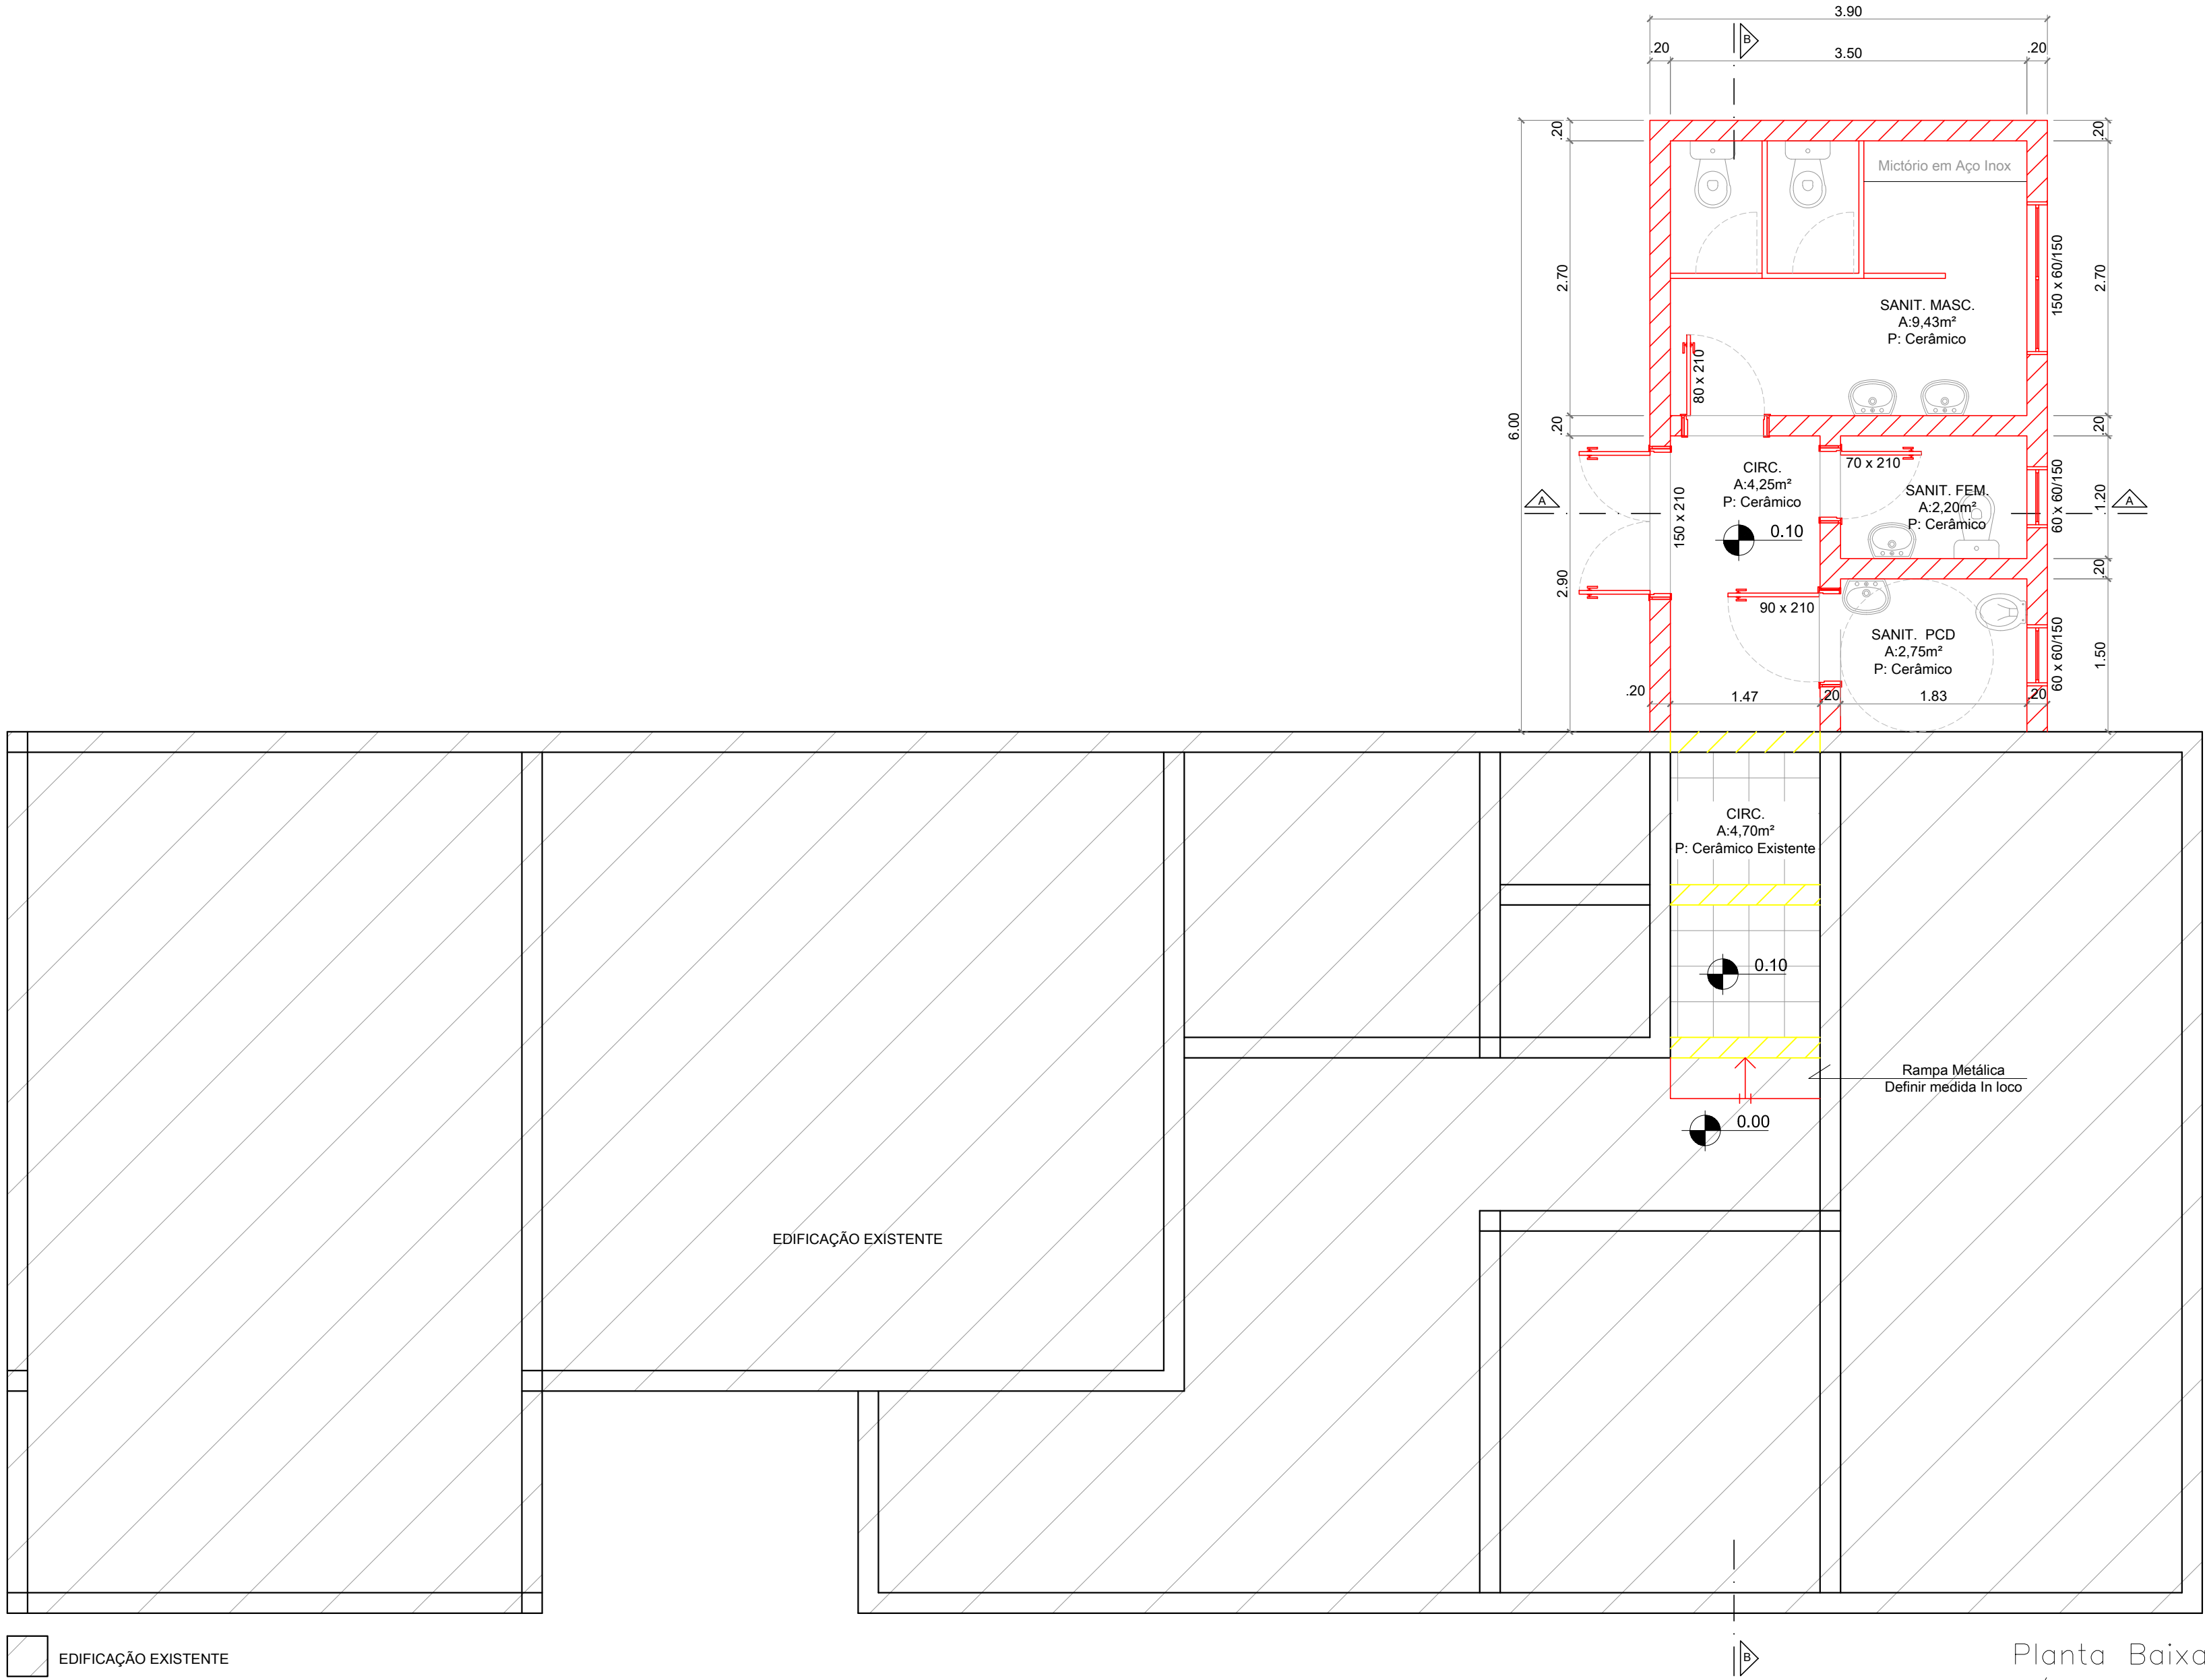 3.90
B
.20
3.50
.20
.20
.20
Mictório em Aço Inox
2.70
150 x 60/150
2.70
SANIT. MASC.
A:9,43m²
P: Cerâmico
80 x 210
6.00
.20
.20
CIRC.
A:4,25m²
P: Cerâmico
70 x 210
60 x 60/150
SANIT. FEM.
A:2,20m²
P: Cerâmico
A
1.20
A
150 x 210
0.10
.20
2.90
90 x 210
SANIT. PCD
A:2,75m²
P: Cerâmico
60 x 60/150
1.50
.20
1.47
.20
1.83
.20
CIRC.
A:4,70m²
P: Cerâmico Existente
0.10
Rampa Metálica
Definir medida In loco
0.00
EDIFICAÇÃO EXISTENTE
EDIFICAÇÃO EXISTENTE
B
Planta Baixa